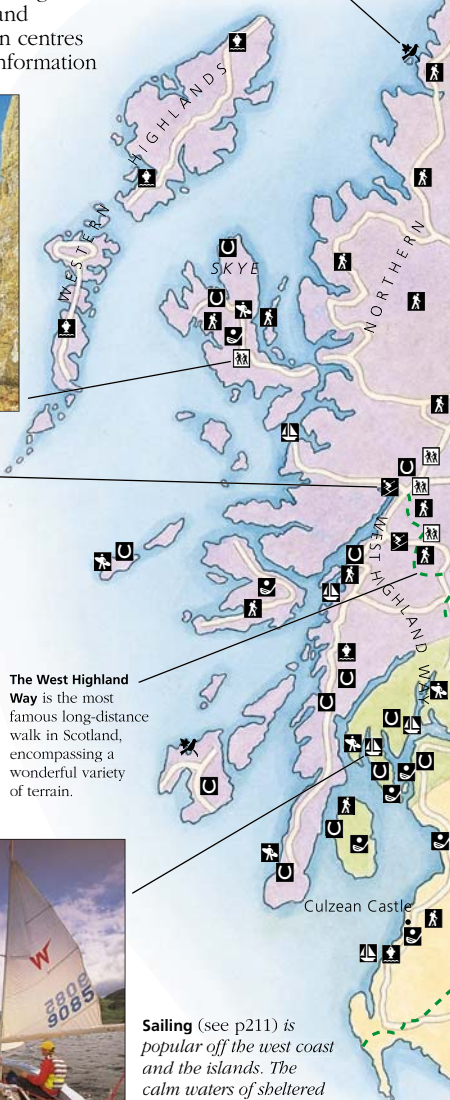 and
n centres
information
WESTERN
HIGHLANDS
SKYE
NORTHERN
WEST HIGHLAND WAY
The West Highland
Way is the most
famous long-distance
walk in Scotland,
encompassing a
wonderful variety
of terrain.
Culzean Castle
W
8082
9085
Sailing (see p211) is
popular off the west coast
and the islands. The
calm waters of sheltered